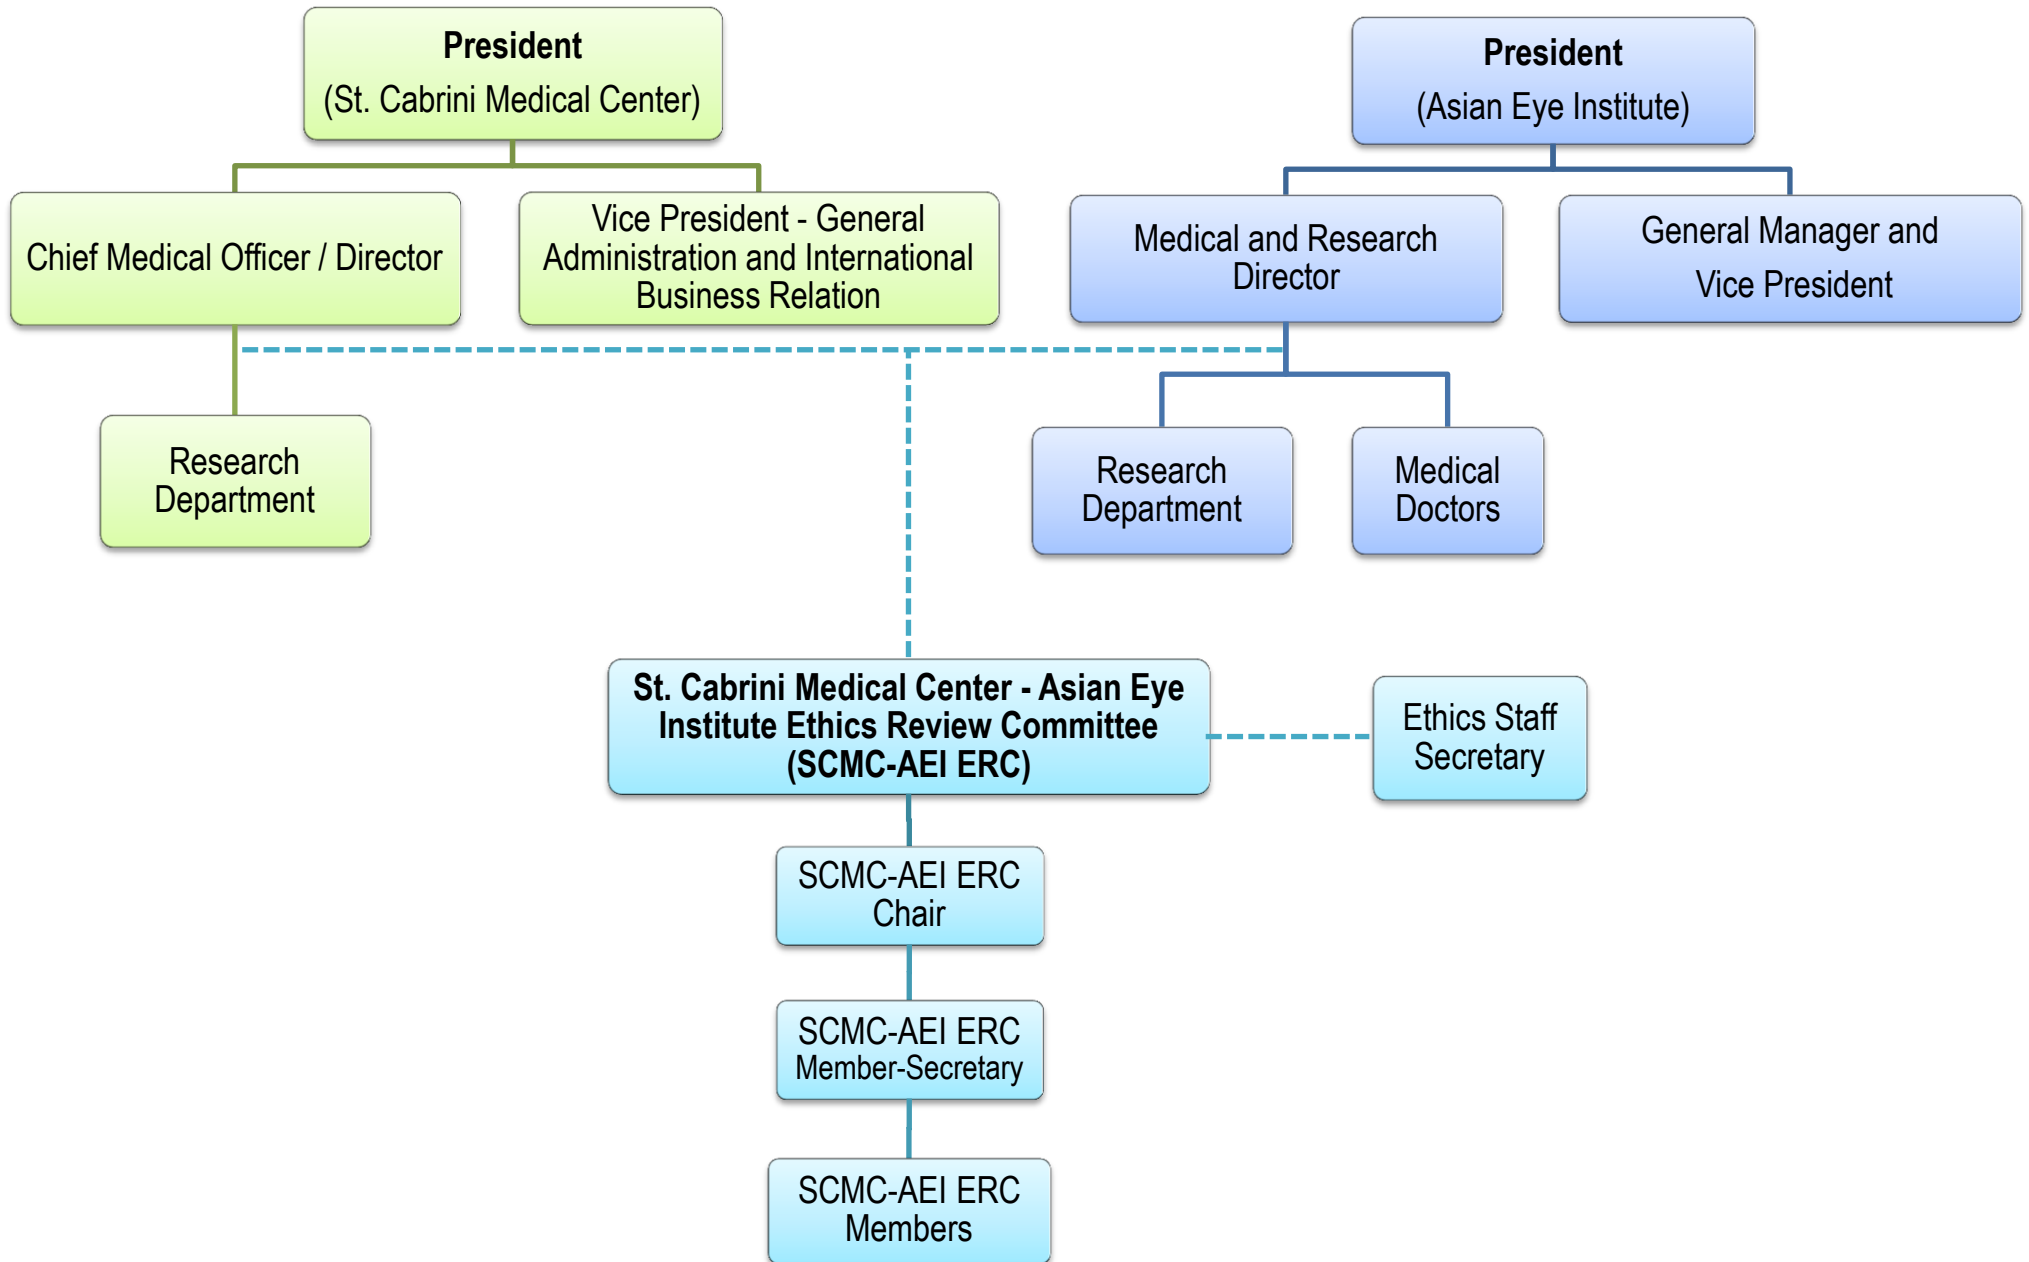 President
(St. Cabrini Medical Center)
President
(Asian Eye Institute)
Chief Medical Officer / Director
Vice President - General
Administration and International
Business Relation
Medical and Research
Director
General Manager and
Vice President
Research
Department
Research
Department
Medical
Doctors
St. Cabrini Medical Center - Asian Eye
Institute Ethics Review Committee
(SCMC-AEI ERC)
Ethics Staff
Secretary
SCMC-AEI ERC
Chair
SCMC-AEI ERC
Member-Secretary
SCMC-AEI ERC
Members